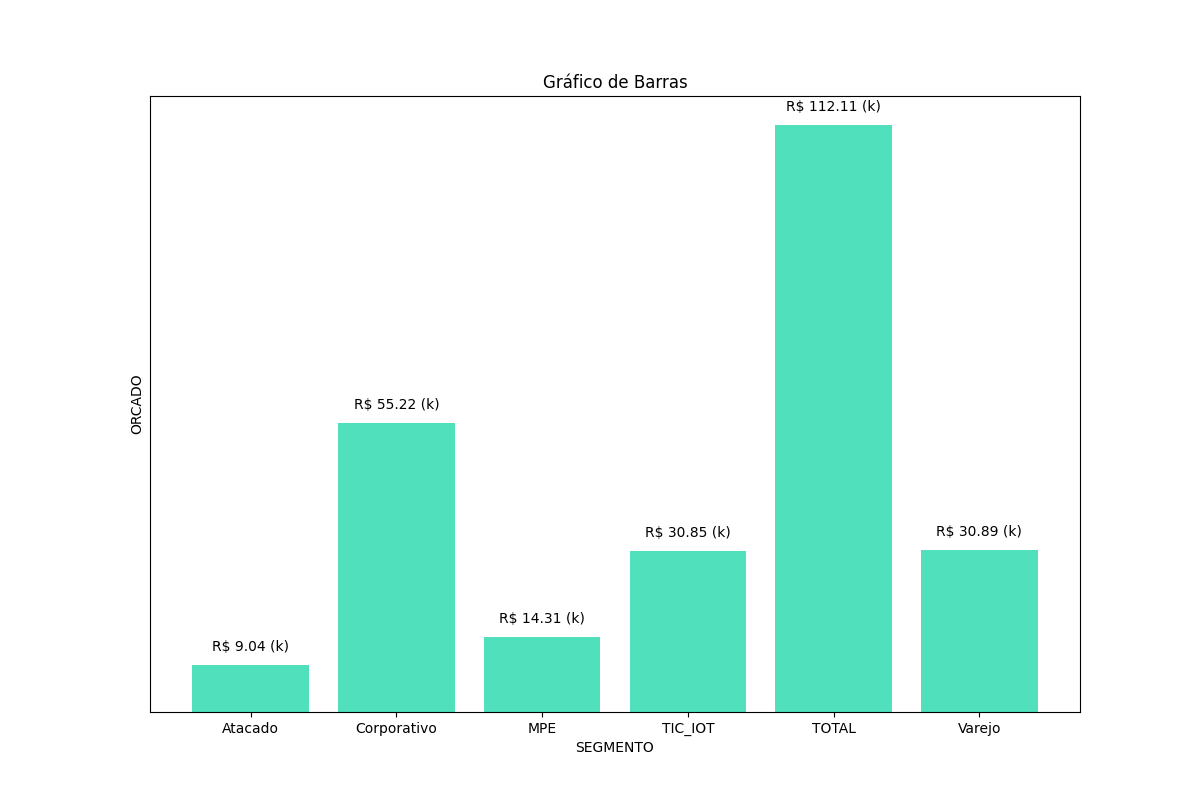 Gráfico de Barras
R$ 112.11 (k)
R$ 55.22 (k)
R$ 30.85 (k)
R$ 30.89 (k)
R$ 14.31 (k)
R$ 9.04 (k)
ORCADO
Atacado Corporativo MPE TIC_IOT TOTAL Varejo
SEGMENTO